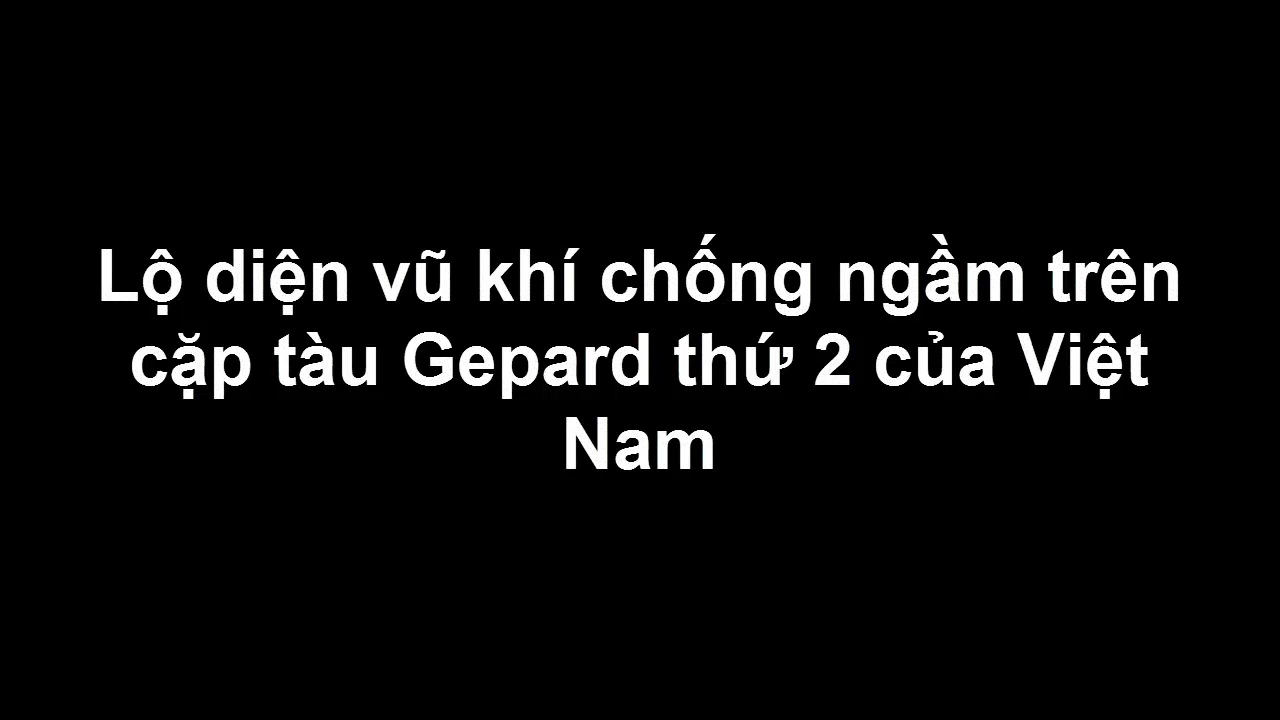 Lộ diện vũ khí chống ngầm trên
cặp tàu Gepard thứ 2 của Việt
Nam